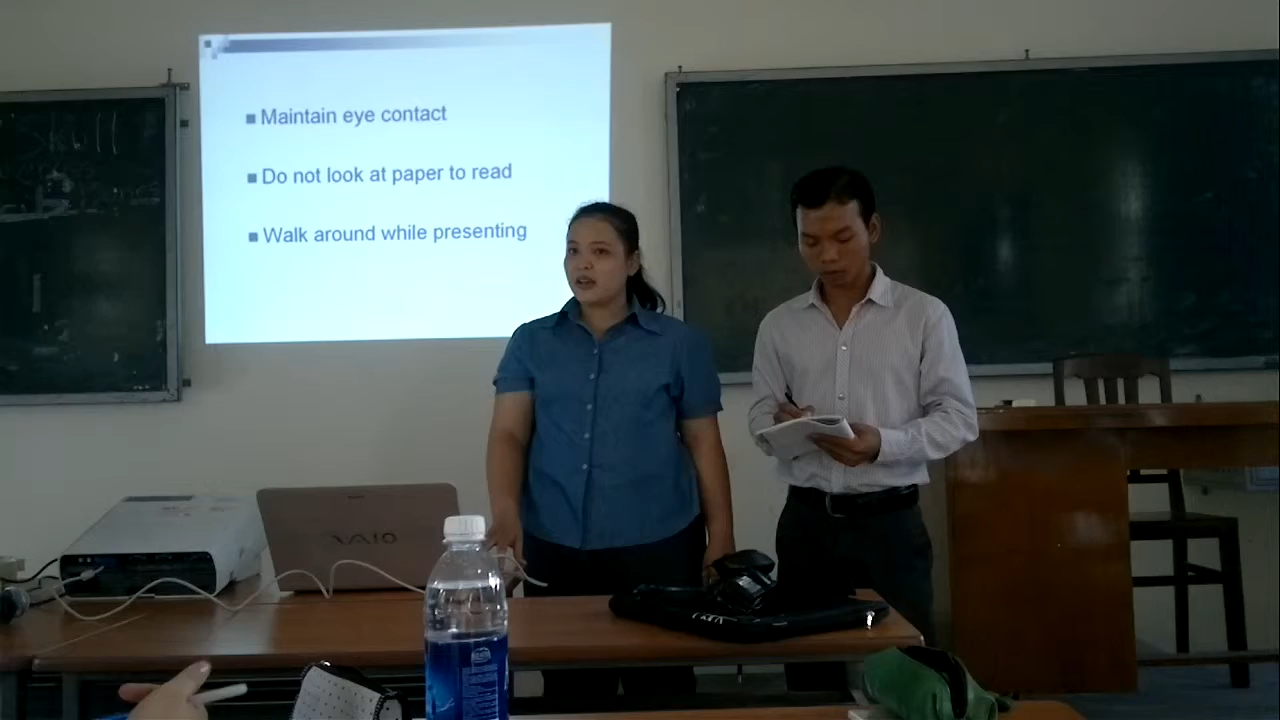 Maintain eye contact
Do not look at paper to read
Walk around while presenting
VAIO